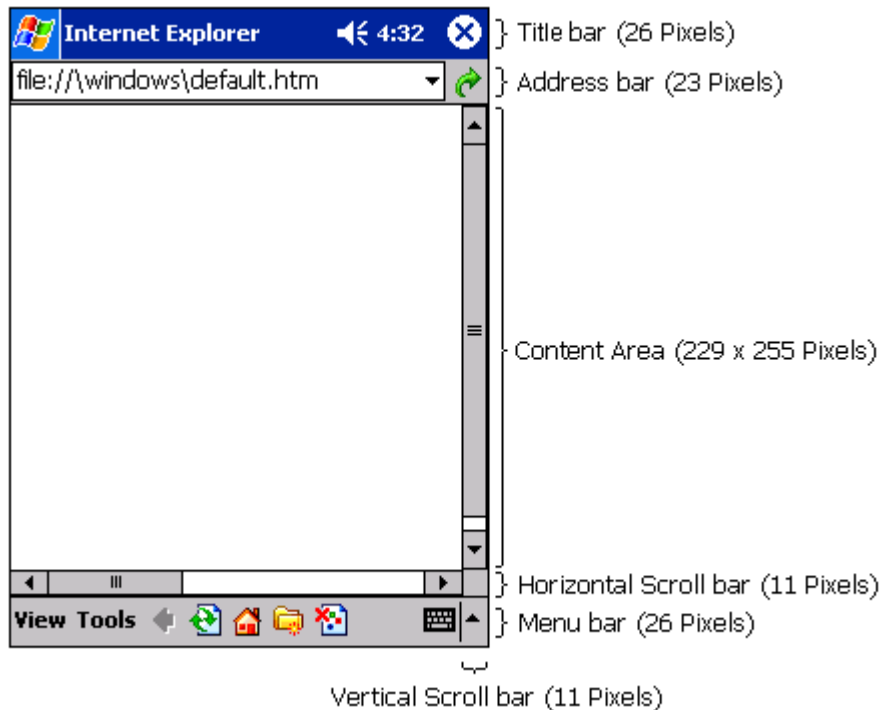 Internet Explorer 4:32 Title bar (26 Pixels)
file://\windows\default.htm Address bar (23 Pixels)
Content Area (229 x 255 Pixels)
Horizontal Scroll bar (11 Pixels)
View Tools Menu bar (26 Pixels)
Vertical Scroll bar (11 Pixels)